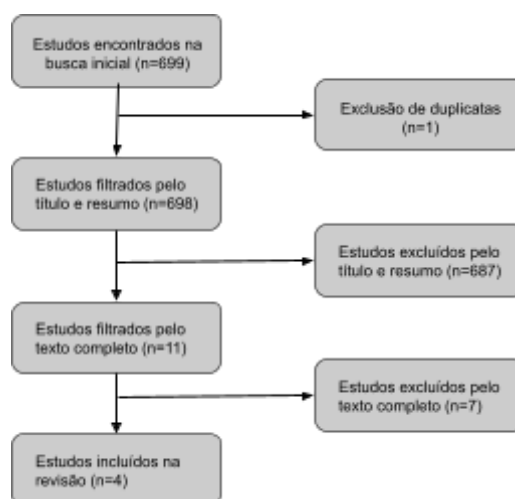 Estudos encontrados na
busca inicial (n=699)
Exclusão de duplicatas
(n=1)
Estudos filtrados pelo
título e resumo (n=698)
Estudos excluídos pelo
título e resumo (n=687)
Estudos filtrados pelo
texto completo (n=11)
Estudos excluídos pelo
texto completo (n=7)
Estudos incluídos na
revisão (n=4)